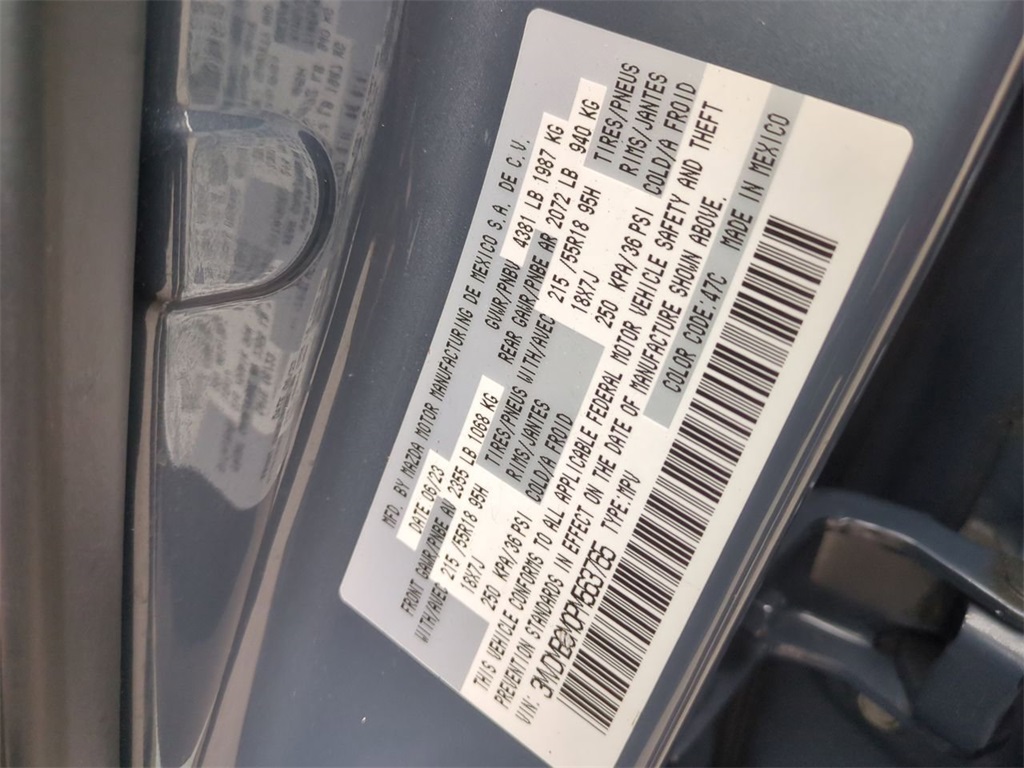 MFD. BY MAZDA MOTOR MANUFACTURING DE MEXICO S.A. DE C.V.
DATE 06/23 GVWR/PNBV 4381 LB 1987 KG
FRONT GAWR/PNBE AV 2355 LB 1068 KG REAR GAWR/PNBE AR 2072 LB 940 KG
WITH/AVEC 215 /55R18 95H TIRES/PNEUS WITH/AVEC 215 /55R18 95H TIRES/PNEUS
18X7J RIMS/JANTES 18X7J RIMS/JANTES
250 KPA/36 PSI COLD/A FROID 250 KPA/36 PSI COLD/A FROID
THIS VEHICLE CONFORMS TO ALL APPLICABLE FEDERAL MOTOR VEHICLE SAFETY AND THEFT
PREVENTION STANDARDS IN EFFECT ON THE DATE OF MANUFACTURE SHOWN ABOVE.
VIN: TYPE:MPV COLOR CODE:47C MADE IN MEXICO